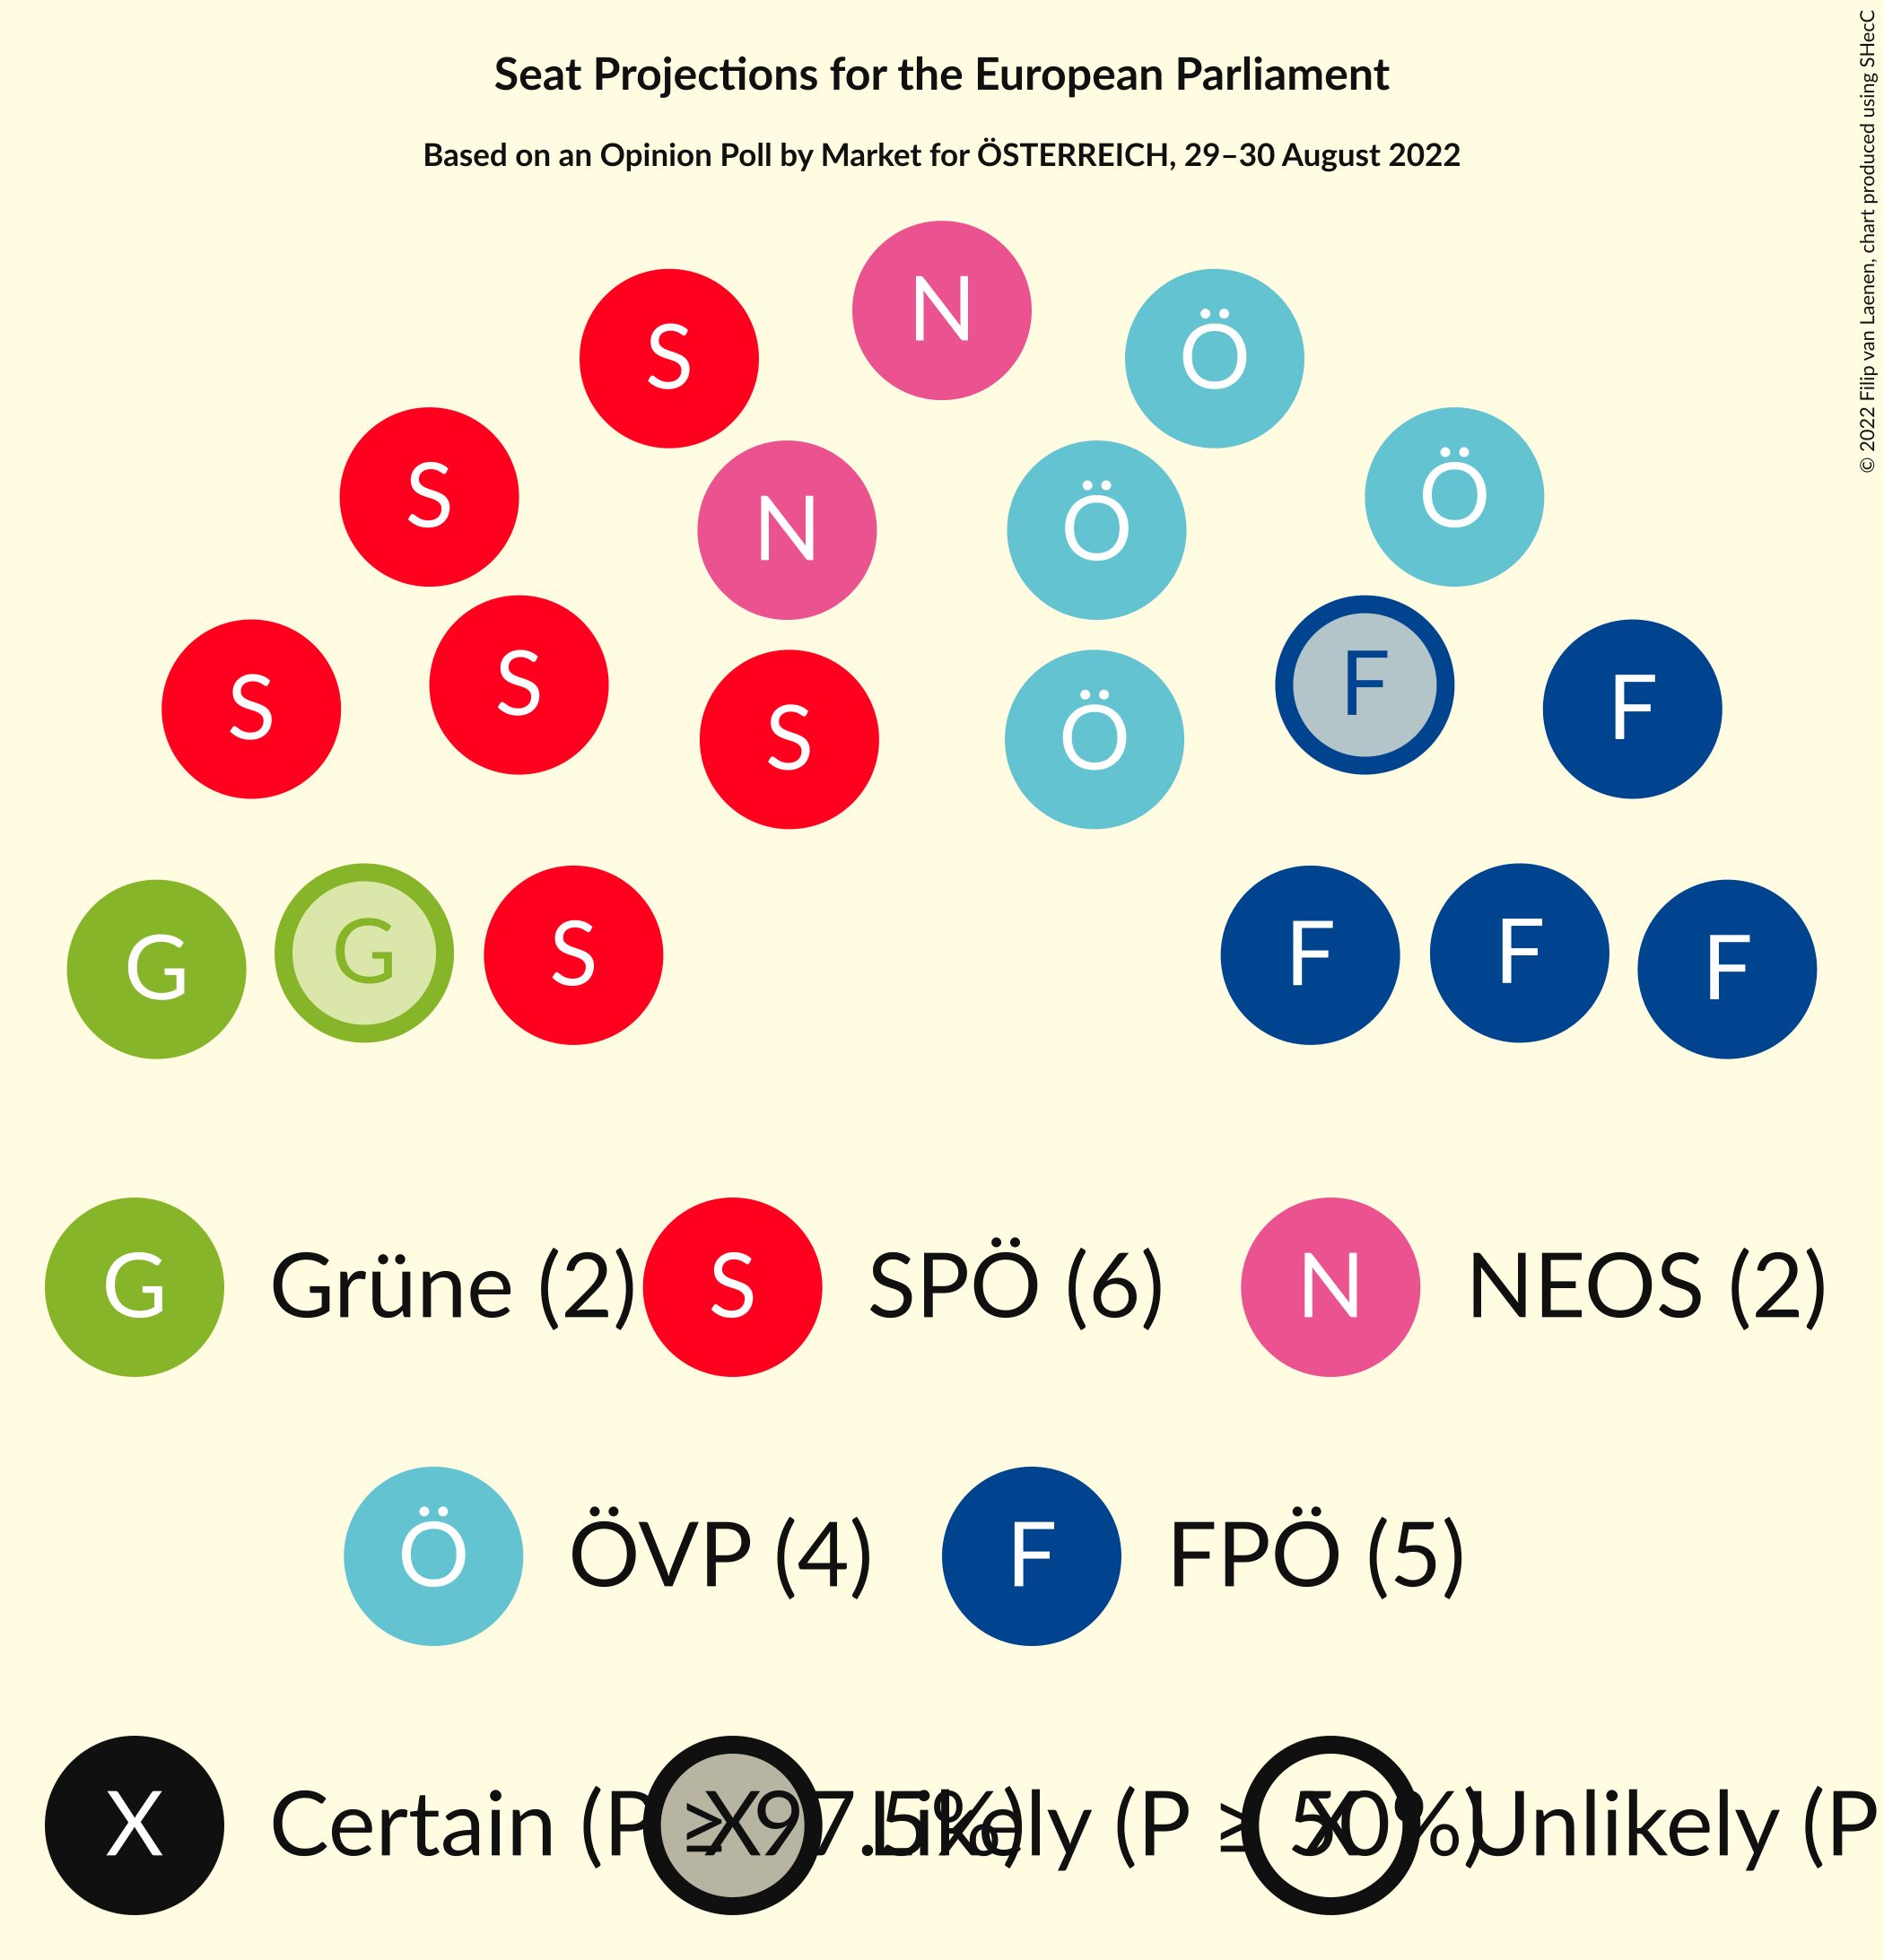 Seat Projections for the European Parliament
Based on an Opinion Poll by Market for ÖSTERREICH, 29–30 August 2022
© 2022 Filip van Laenen, chart produced using SHecC
N
S Ö
S Ö
N Ö
S F
S F
S Ö
G G S F F F
G Grüne (2) S SPÖ (6) N NEOS (2)
Ö ÖVP (4) F FPÖ (5)
X Certain (P ≥ 97.5%) X Likely (P ≥ 50%) X Unlikely (P